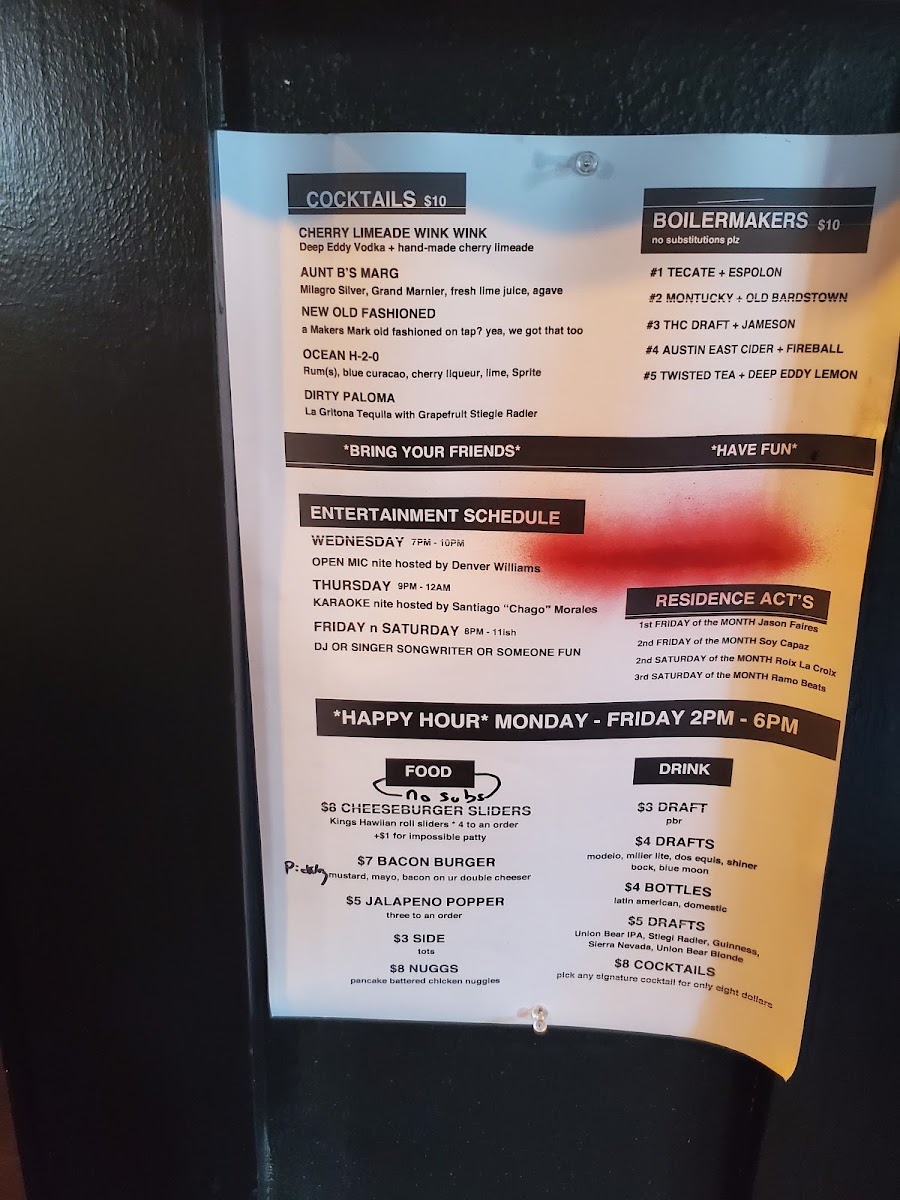 COCKTAILS $10
CHERRY LIMEADE WINK WINK
Deep Eddy Vodka + hand-made cherry limeade
AUNT B'S MARG
Milagro Silver, Grand Marnier, fresh lime juice, agave
NEW OLD FASHIONED
a Makers Mark old fashioned on tap? yea, we got that too
OCEAN H-2-0
Rum(s), blue curacao, cherry liqueur, lime, Sprite
DIRTY PALOMA
La Gritona Tequila with Grapefruit Stiegle Radler
BOILERMAKERS $10
no substitutions plz
#1 TECATE + ESPOLON
#2 MONTUCKY + OLD BARDSTOWN
#3 THC DRAFT + JAMESON
#4 AUSTIN EAST CIDER + FIREBALL
#5 TWISTED TEA + DEEP EDDY LEMON
*BRING YOUR FRIENDS* *HAVE FUN*
ENTERTAINMENT SCHEDULE
WEDNESDAY 7PM - 10PM
OPEN MIC nite hosted by Denver Williams
THURSDAY 9PM - 12AM
KARAOKE nite hosted by Santiago "Chago" Morales
FRIDAY n SATURDAY 8PM - 11ish
DJ OR SINGER SONGWRITER OR SOMEONE FUN
RESIDENCE ACT'S
1st FRIDAY of the MONTH Jason Faires
2nd FRIDAY of the MONTH Soy Capaz
2nd SATURDAY of the MONTH Roix La Croix
3rd SATURDAY of the MONTH Ramo Beats
*HAPPY HOUR* MONDAY - FRIDAY 2PM - 6PM
FOOD
no subs
$8 CHEESEBURGER SLIDERS
Kings Hawiian roll sliders * 4 to an order
+$1 for impossible patty
$7 BACON BURGER
mustard, mayo, bacon on ur double cheeser
$5 JALAPENO POPPER
three to an order
$3 SIDE
tots
$8 NUGGS
pancake battered chicken nuggies
DRINK
$3 DRAFT
pbr
$4 DRAFTS
modelo, miller lite, dos equis, shiner
bock, blue moon
$4 BOTTLES
latin american, domestic
$5 DRAFTS
Union Bear IPA, Stiegl Radler, Guinness,
Sierra Nevada, Union Bear Blonde
$8 COCKTAILS
pick any signature cocktail for only eight dollars